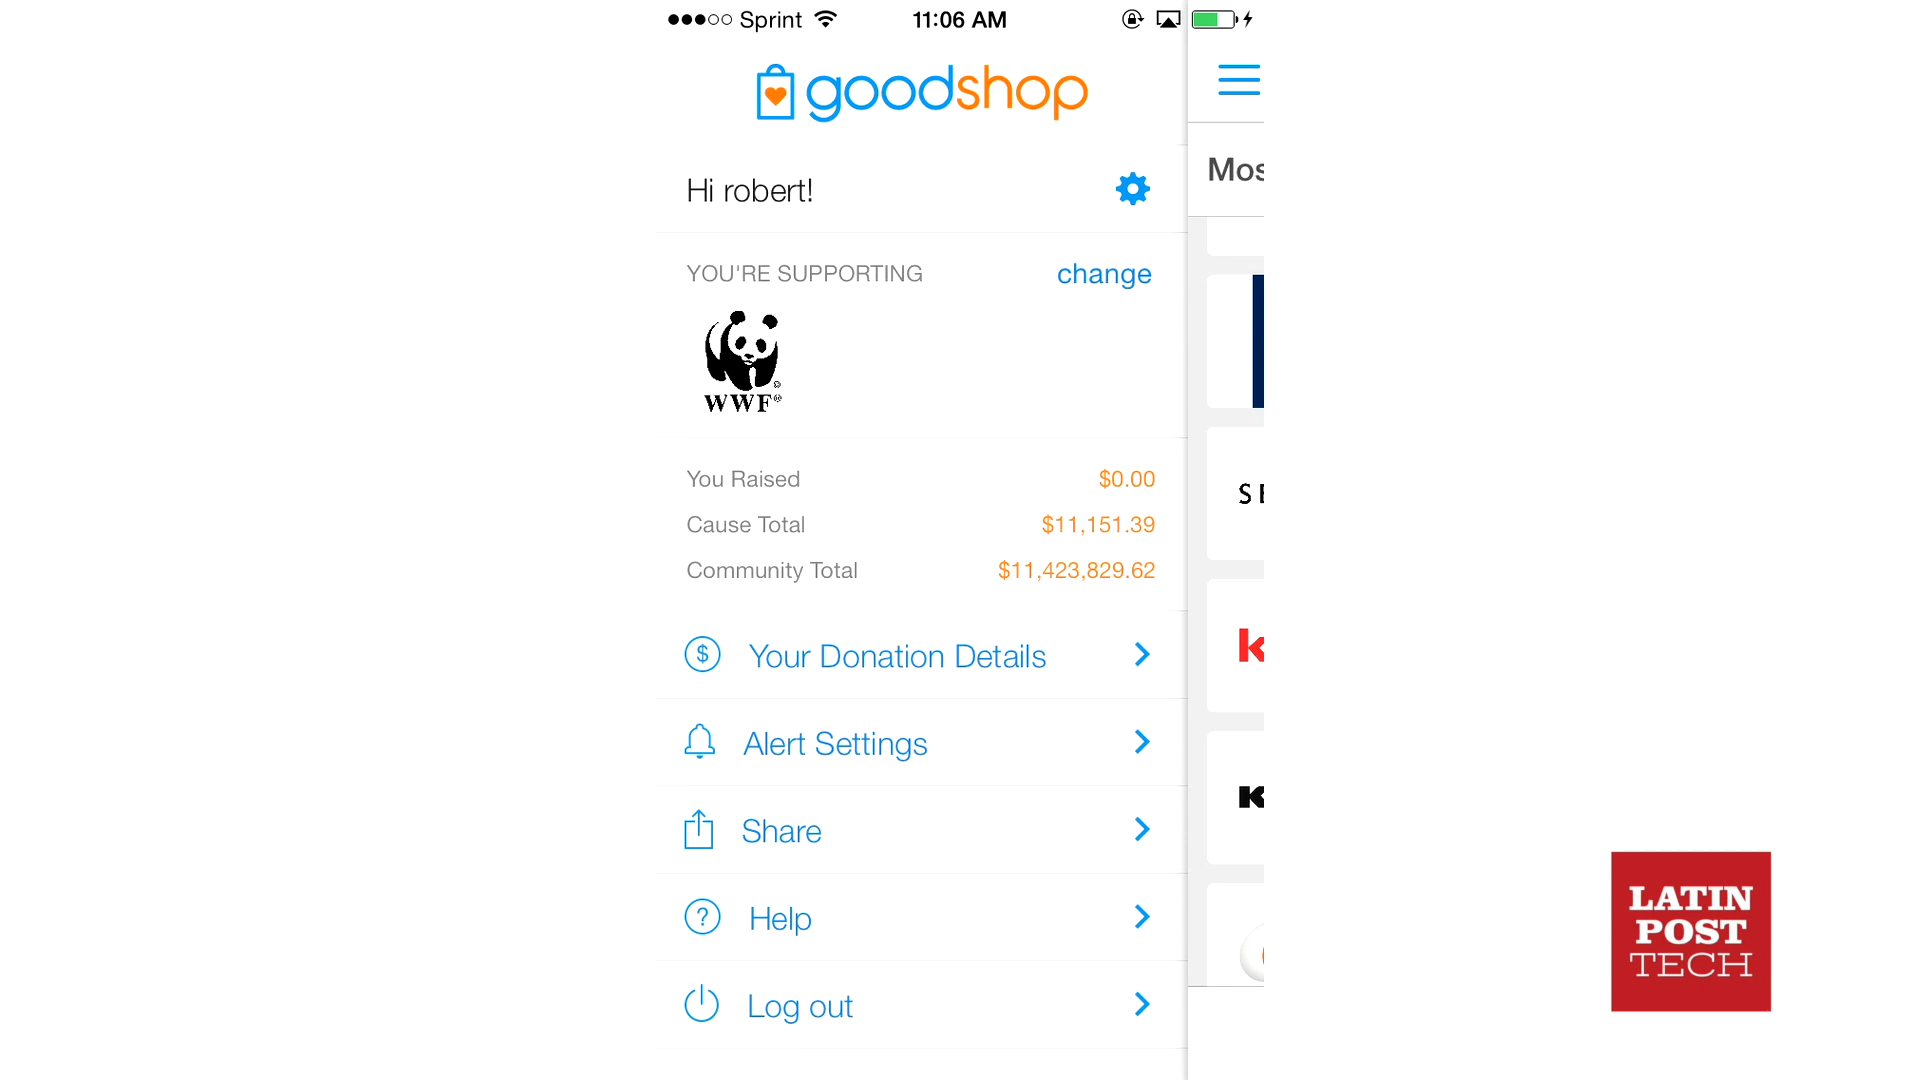 Sprint 11:06 AM
goodshop
Hi robert!
YOU'RE SUPPORTING change
WWF
You Raised $0.00
Cause Total $11,151.39
Community Total $11,423,829.62
$ Your Donation Details
Alert Settings
Share
? Help
Log out
Mos
SE
k
K
LATIN
POST
TECH